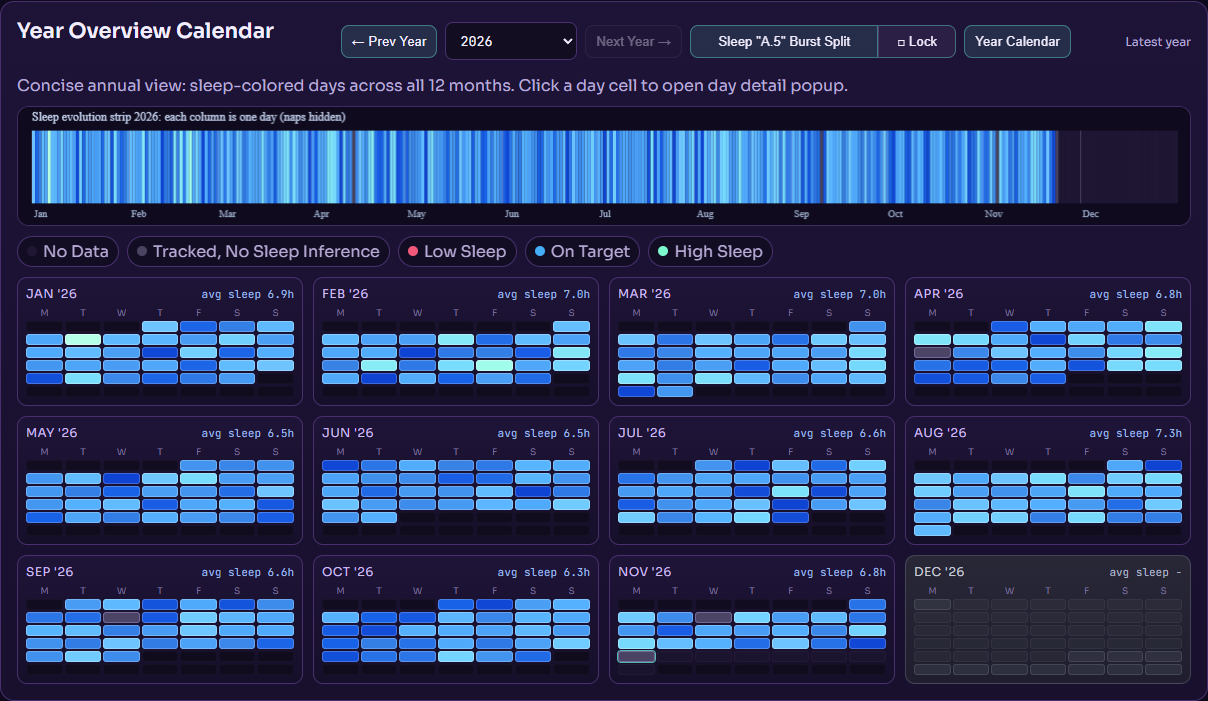 Year Overview Calendar
← Prev Year
2026
Next Year →
Sleep "A.5" Burst Split
Lock
Year Calendar
Latest year
Concise annual view: sleep-colored days across all 12 months. Click a day cell to open day detail popup.
Sleep evolution strip 2026: each column is one day (naps hidden)
Jan Feb Mar Apr May Jun Jul Aug Sep Oct Nov Dec
No Data
Tracked, No Sleep Inference
Low Sleep
On Target
High Sleep
JAN '26 avg sleep 6.9h
M T W T F S S
FEB '26 avg sleep 7.0h
M T W T F S S
MAR '26 avg sleep 7.0h
M T W T F S S
APR '26 avg sleep 6.8h
M T W T F S S
MAY '26 avg sleep 6.5h
M T W T F S S
JUN '26 avg sleep 6.5h
M T W T F S S
JUL '26 avg sleep 6.6h
M T W T F S S
AUG '26 avg sleep 7.3h
M T W T F S S
SEP '26 avg sleep 6.6h
M T W T F S S
OCT '26 avg sleep 6.3h
M T W T F S S
NOV '26 avg sleep 6.8h
M T W T F S S
DEC '26 avg sleep -
M T W T F S S